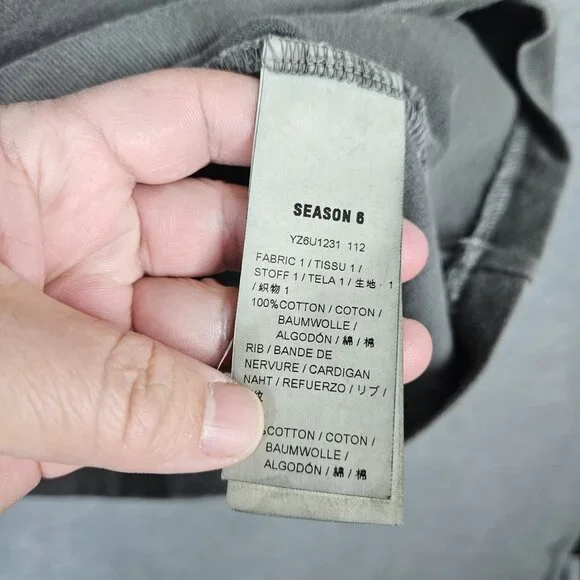 SEASON 6
YZ6U1231 112
FABRIC 1 / TISSU 1 /
STOFF 1 / TELA 1 / 生地 1
/ 织物 1
100%COTTON / COTON /
BAUMWOLLE /
ALGODÓN / 綿 / 棉
RIB / BANDE DE
NERVURE / CARDIGAN
NAHT / REFUERZO / リブ /
纹
%COTTON / COTON /
BAUMWOLLE /
ALGODÓN / 綿 / 棉